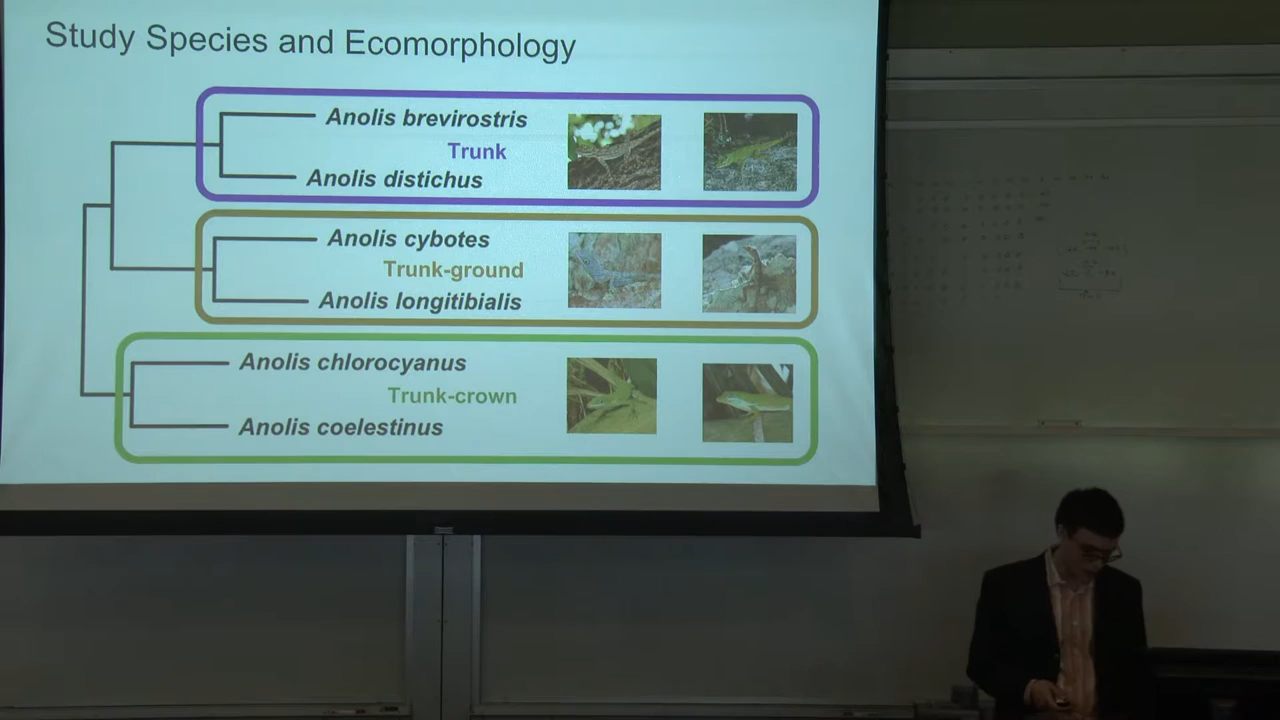 Study Species and Ecomorphology
Anolis brevirostris
Trunk
Anolis distichus
Anolis cybotes
Trunk-ground
Anolis longitibialis
Anolis chlorocyanus
Trunk-crown
Anolis coelestinus